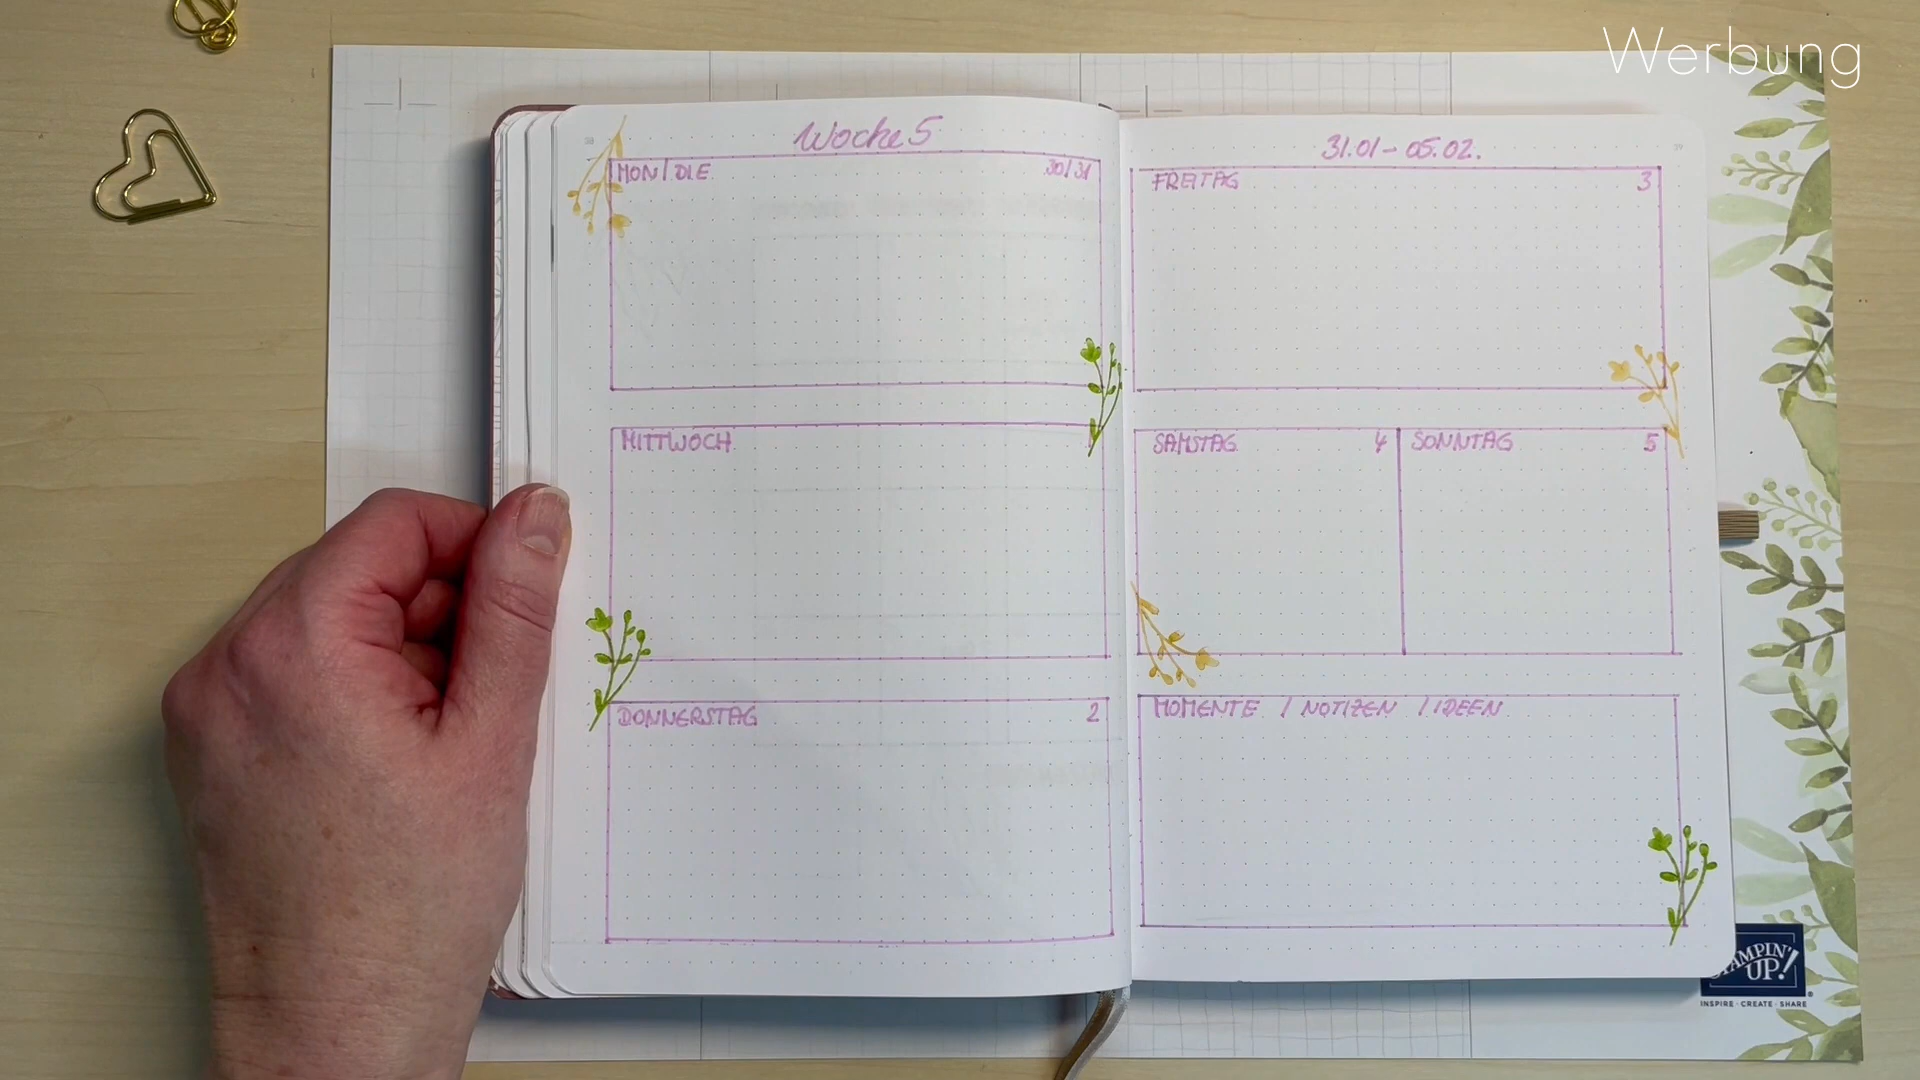 Werbung
Woche 5
MON/DIE 30/31
MITTWOCH
DONNERSTAG 2
31.01 - 05.02.
FREITAG 3
SAMSTAG 4
SONNTAG 5
MOMENTE / NOTIZEN / IDEEN
STAMPIN' UP!®
INSPIRE · CREATE · SHARE